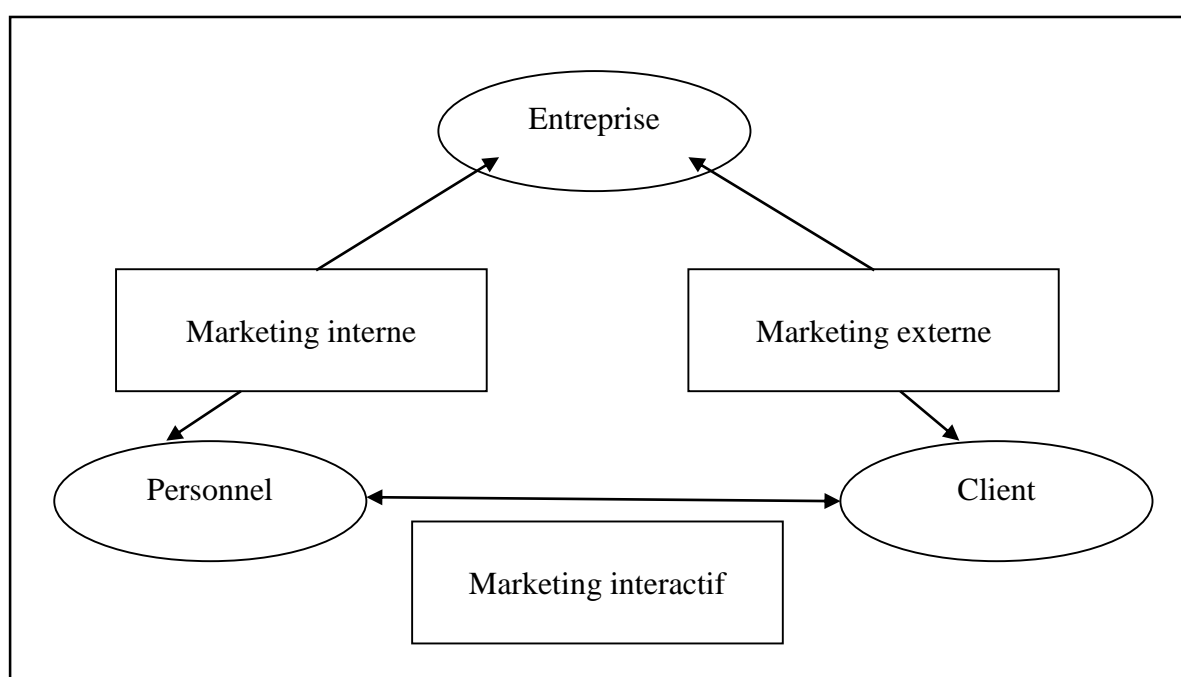 Entreprise
Marketing interne
Marketing externe
Personnel
Client
Marketing interactif